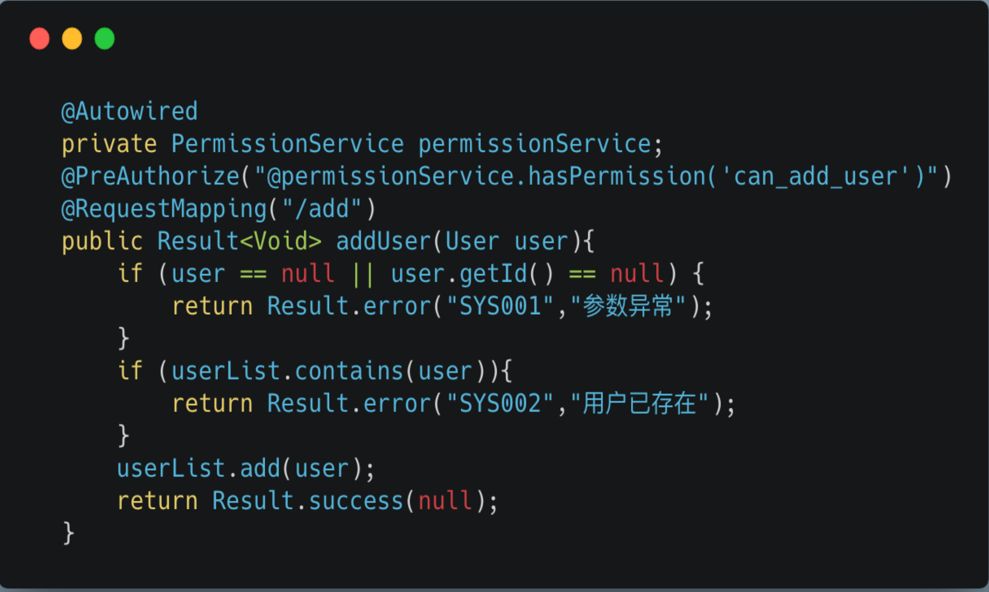 @Autowired
private PermissionService permissionService;
@PreAuthorize("@permissionService.hasPermission('can_add_user')")
@RequestMapping("/add")
public Result<Void> addUser(User user){
    if (user == null || user.getId() == null) {
        return Result.error("SYS001","参数异常");
    }
    if (userList.contains(user)){
        return Result.error("SYS002","用户已存在");
    }
    userList.add(user);
    return Result.success(null);
}